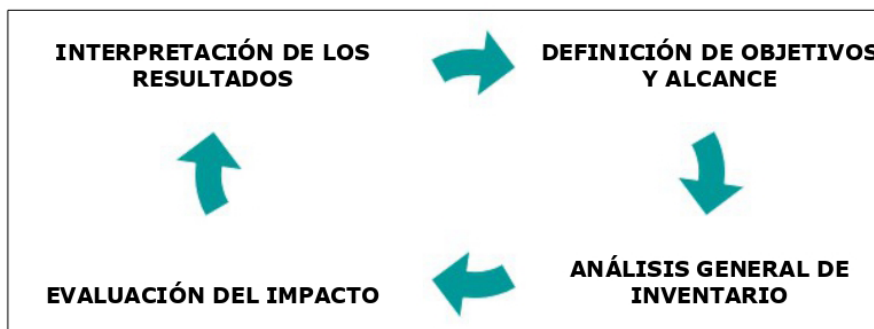 INTERPRETACIÓN DE LOS
RESULTADOS
DEFINICIÓN DE OBJETIVOS
Y ALCANCE
ANÁLISIS GENERAL DE
INVENTARIO
EVALUACIÓN DEL IMPACTO